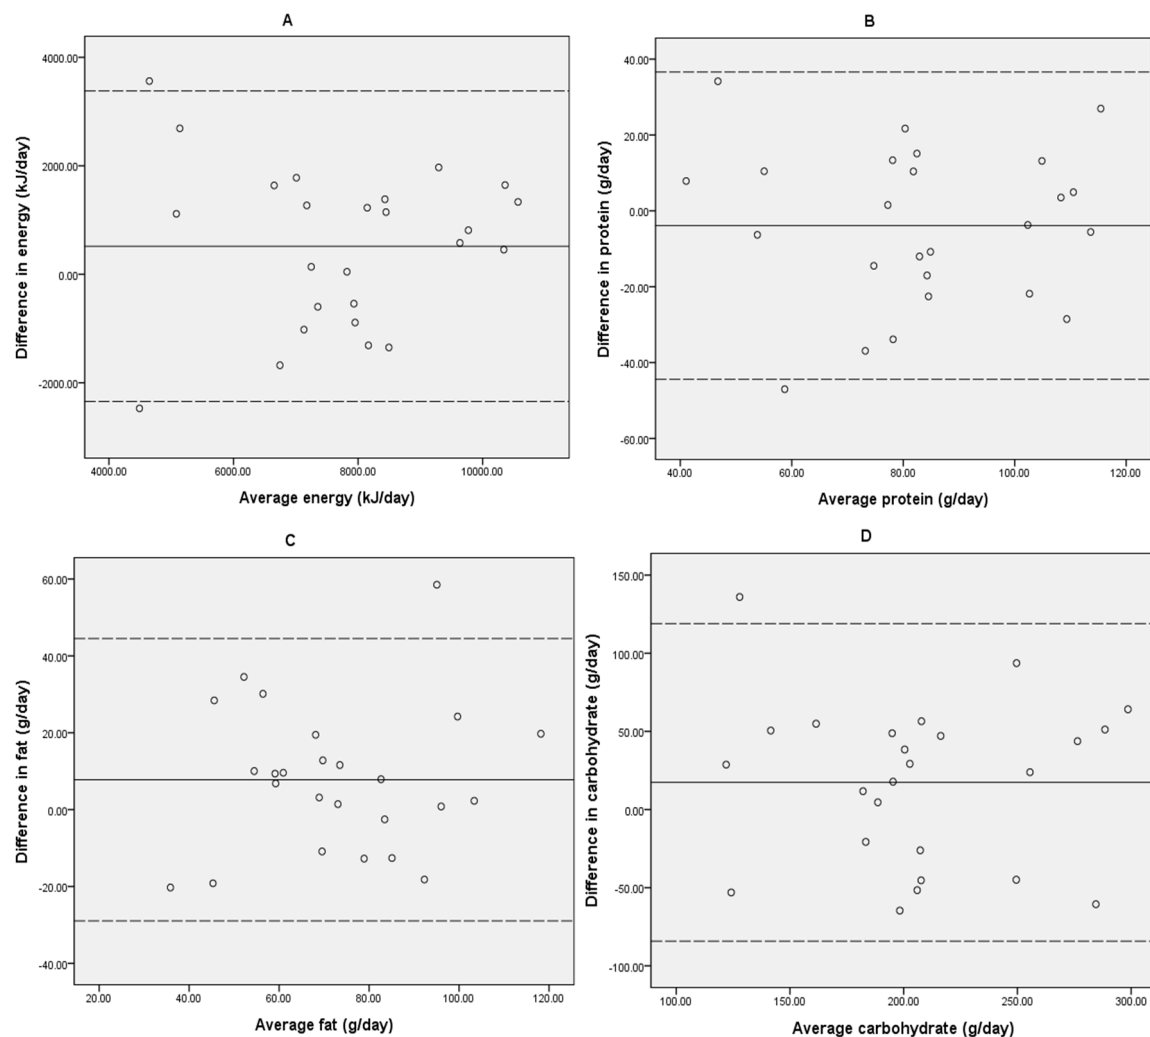 A
Difference in energy (kJ/day)
4000.00
2000.00
0.00
-2000.00
4000.00 6000.00 8000.00 10000.00
Average energy (kJ/day)
B
Difference in protein (g/day)
40.00
20.00
0.00
-20.00
-40.00
-60.00
40.00 60.00 80.00 100.00 120.00
Average protein (g/day)
C
Difference in fat (g/day)
60.00
40.00
20.00
0.00
-20.00
-40.00
20.00 40.00 60.00 80.00 100.00 120.00
Average fat (g/day)
D
Difference in carbohydrate (g/day)
150.00
100.00
50.00
0.00
-50.00
-100.00
100.00 150.00 200.00 250.00 300.00
Average carbohydrate (g/day)